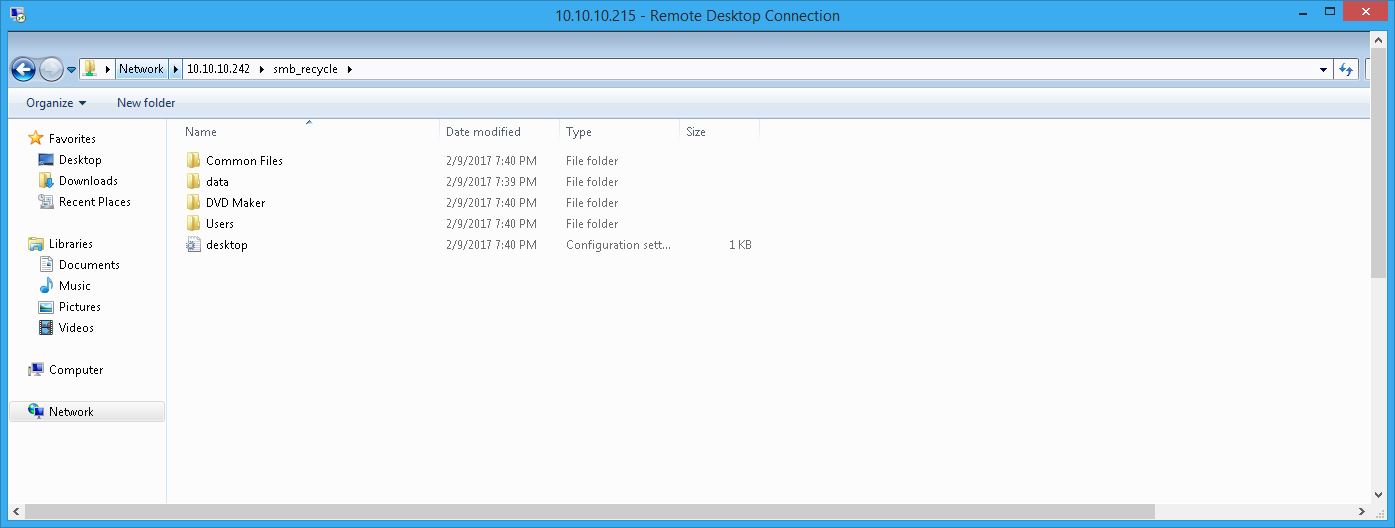 10.10.10.215 - Remote Desktop Connection
Network 10.10.10.242 smb_recycle
Organize New folder
Name Date modified Type Size
Favorites
Desktop
Downloads
Recent Places
Libraries
Documents
Music
Pictures
Videos
Computer
Network
Common Files 2/9/2017 7:40 PM File folder
data 2/9/2017 7:39 PM File folder
DVD Maker 2/9/2017 7:40 PM File folder
Users 2/9/2017 7:40 PM File folder
desktop 2/9/2017 7:40 PM Configuration sett... 1 KB